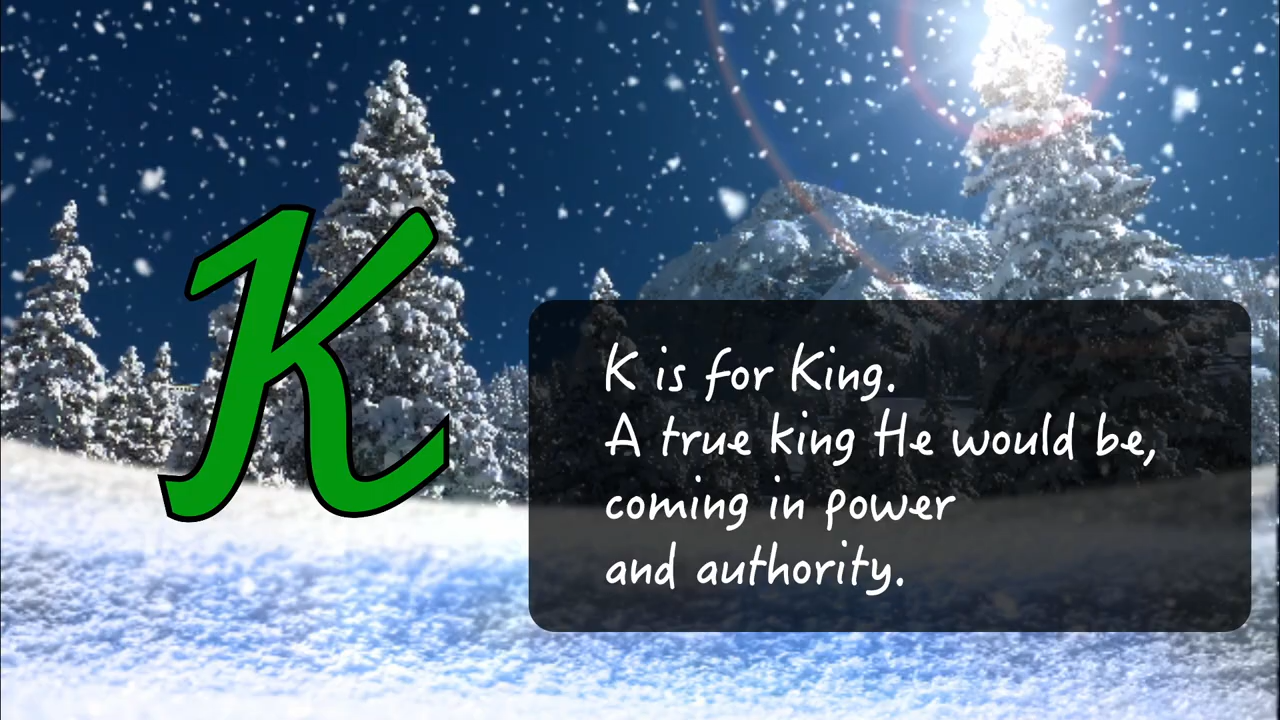 K
K is for King.
A true king He would be,
coming in power
and authority.